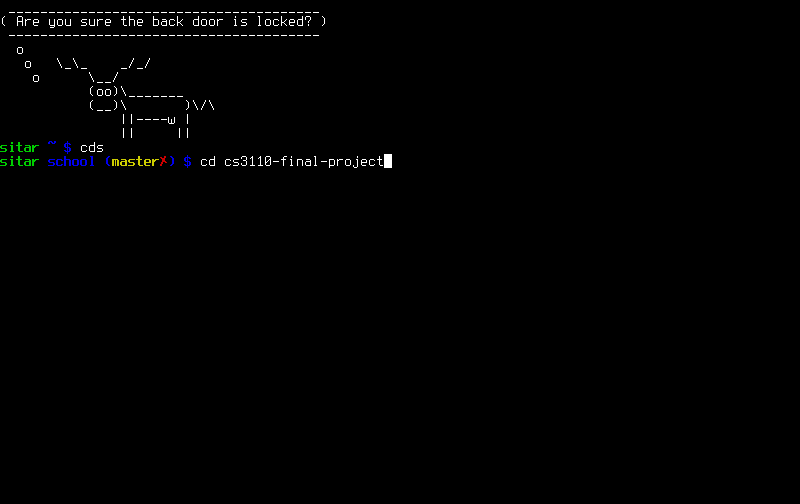 ---------------------------------------
( Are you sure the back door is locked? )
 ---------------------------------------
  o
   o   \_\_    _/_/
    o      \__/
           (oo)\_______
           (__)\       )\/\
               ||----w |
               ||     ||
sitar ~ $ cds
sitar school (master✗) $ cd cs3110-final-project